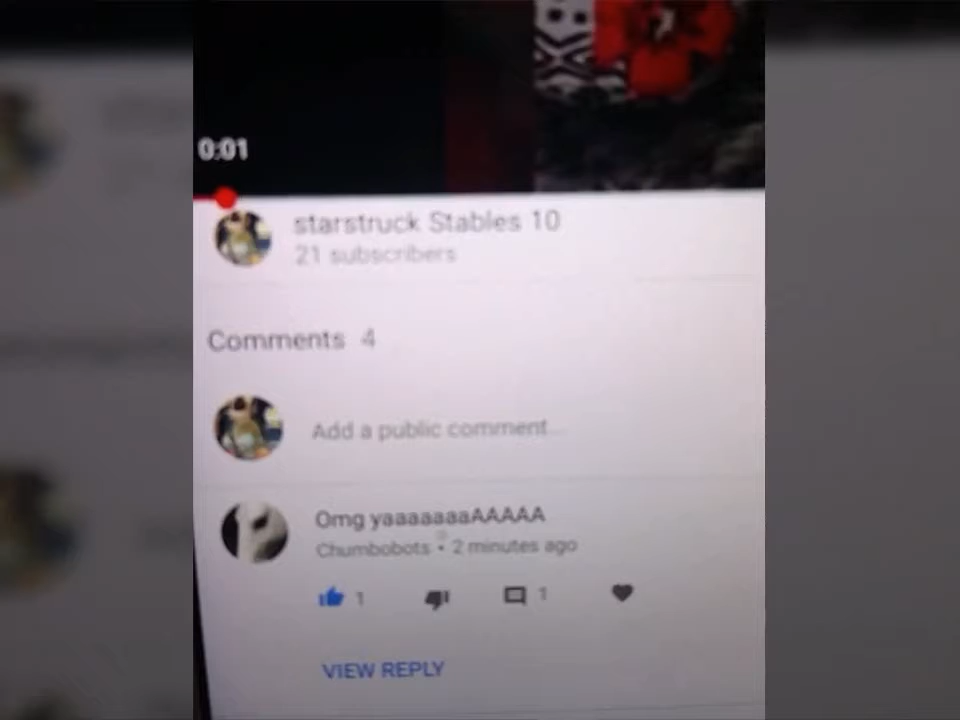 0:01
starstruck Stables 10
21 subscribers
Comments 4
Add a public comment...
Omg yaaaaaaaAAAAA
Chumbobots • 2 minutes ago
1
1
VIEW REPLY